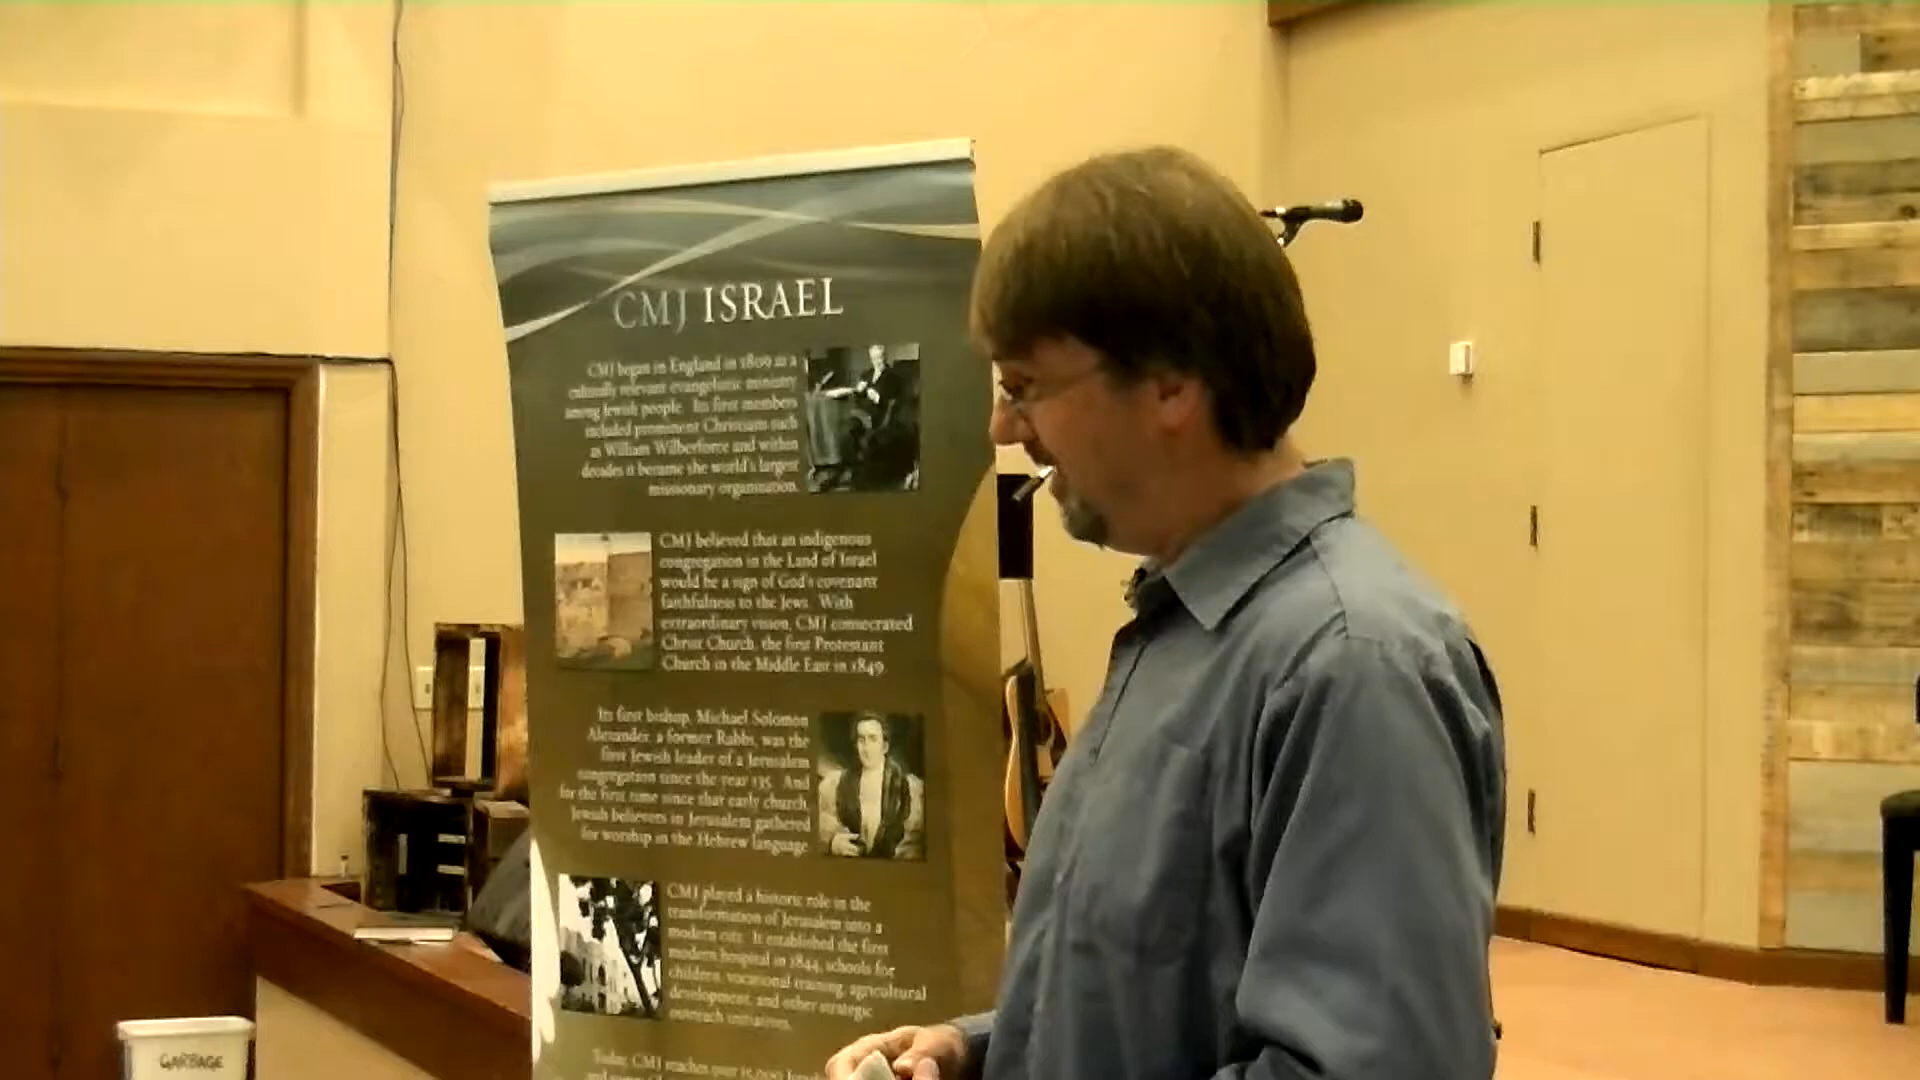 CMJ ISRAEL
CMJ began in England in 1809 as a
culturally relevant evangelistic ministry
among Jewish people. Its first members
included prominent Christians such
as William Wilberforce and within
decades it became the world's largest
missionary organization.
CMJ believed that an indigenous
congregation in the Land of Israel
would be a sign of God's covenant
faithfulness to the Jews. With
extraordinary vision, CMJ consecrated
Christ Church, the first Protestant
Church in the Middle East in 1849
Its first bishop, Michael Solomon
Alexander, a former Rabbi, was the
first Jewish leader of a Jerusalem
congregation since the year 135. And
for the first time since that early church,
Jewish believers in Jerusalem gathered
for worship in the Hebrew language
CMJ played a historic role in the
transformation of Jerusalem into a
modern city. It established the first
modern hospital in 1844, schools for
children, vocational training, agricultural
development, and other strategic
outreach initiatives.
Today, CMJ reaches over 15,000
GARBAGE